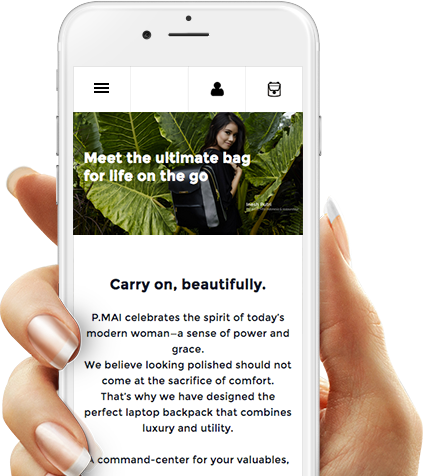 Meet the ultimate bag
for life on the go
Carry on, beautifully.
P.MAI celebrates the spirit of today's
modern woman—a sense of power and
grace.
We believe looking polished should not
come at the sacrifice of comfort.
That's why we have designed the
perfect laptop backpack that combines
luxury and utility.
A command-center for your valuables,